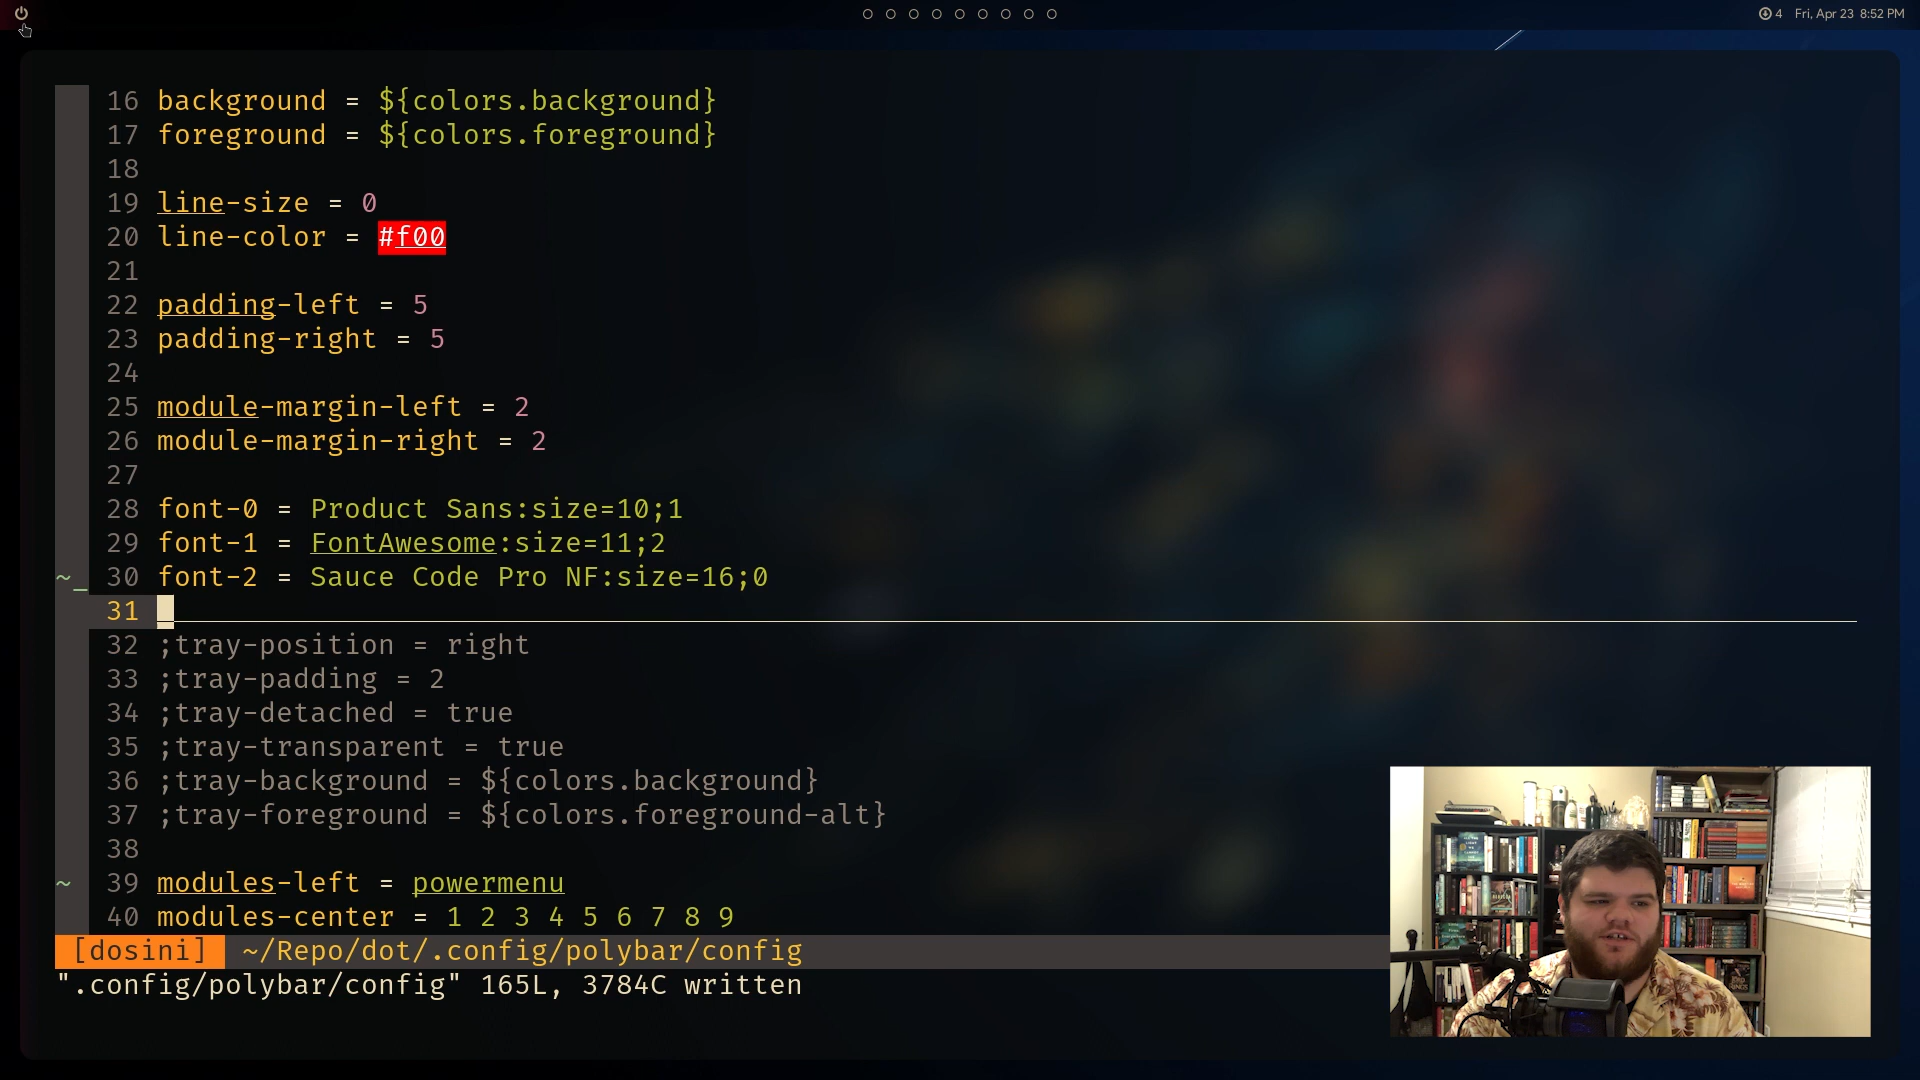 4 Fri, Apr 23 8:52 PM
16 background = ${colors.background}
17 foreground = ${colors.foreground}
18
19 line-size = 0
20 line-color = #f00
21
22 padding-left = 5
23 padding-right = 5
24
25 module-margin-left = 2
26 module-margin-right = 2
27
28 font-0 = Product Sans:size=10;1
29 font-1 = FontAwesome:size=11;2
~_ 30 font-2 = Sauce Code Pro NF:size=16;0
31
32 ;tray-position = right
33 ;tray-padding = 2
34 ;tray-detached = true
35 ;tray-transparent = true
36 ;tray-background = ${colors.background}
37 ;tray-foreground = ${colors.foreground-alt}
38
~ 39 modules-left = powermenu
40 modules-center = 1 2 3 4 5 6 7 8 9
[dosini] ~/Repo/dot/.config/polybar/config
".config/polybar/config" 165L, 3784C written